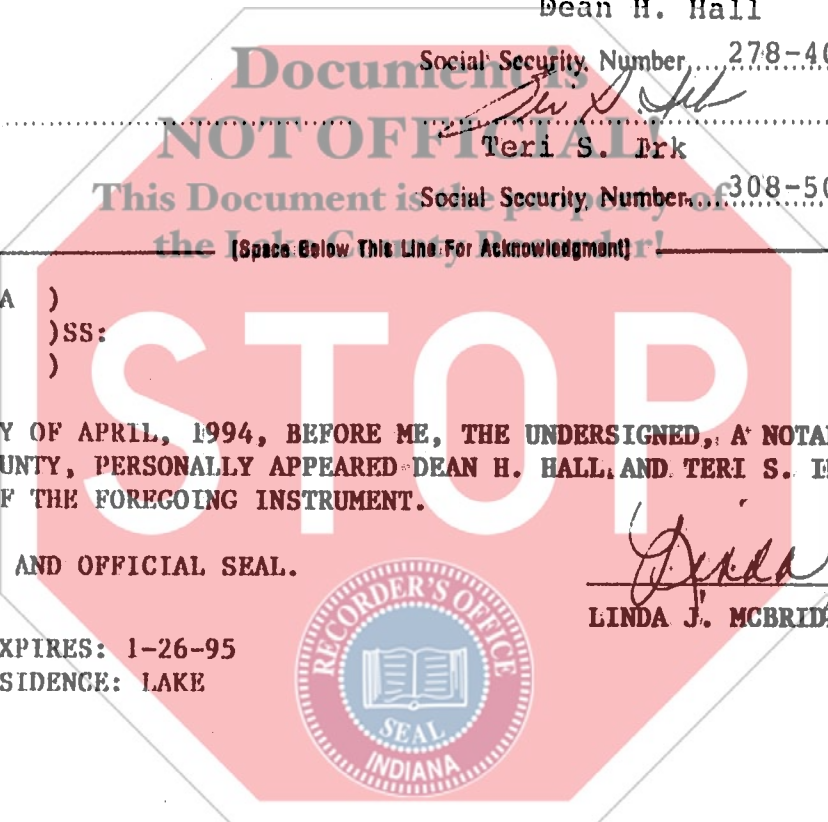 Dean H. Hall
Document is
Social Security Number 278-40
NOT OFFICIAL!
Teri S. Irk
This Document is the property of
Social Security Number 308-50
the Lake County Recorder!
(Space Below This Line For Acknowledgment)
A )
)SS:
)
STOP
Y OF APRIL, 1994, BEFORE ME, THE UNDERSIGNED, A NOTA
UNTY, PERSONALLY APPEARED DEAN H. HALL AND TERI S. I
F THE FOREGOING INSTRUMENT.
AND OFFICIAL SEAL.
Linda
LINDA J. MCBRID
XPIRES: 1-26-95
SIDENCE: LAKE
RECORDER'S OFFICE
SEAL
INDIANA